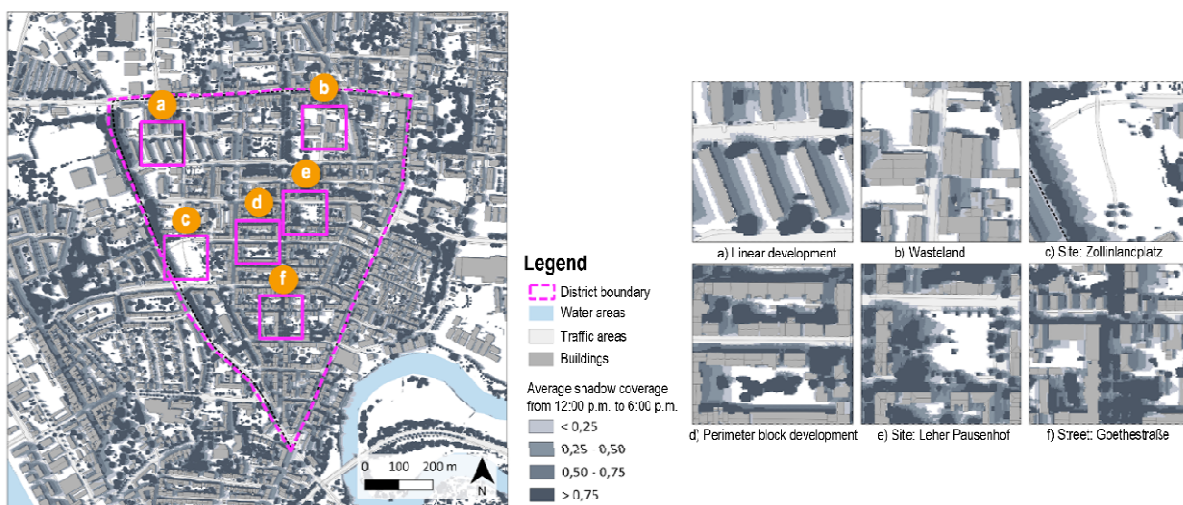 a
b
e
d
c
f
0 100 200 m
N
Legend
District boundary
Water areas
Traffic areas
Buildings
Average shadow coverage
from 12:00 p.m. to 6:00 p.m.
< 0,25
0,25 - 0,50
0,50 - 0,75
> 0,75
a) Linear development
b) Wasteland
c) Site: Zollinlandplatz
d) Perimeter block development
e) Site: Leher Pausenhof
f) Street: Goethestraße